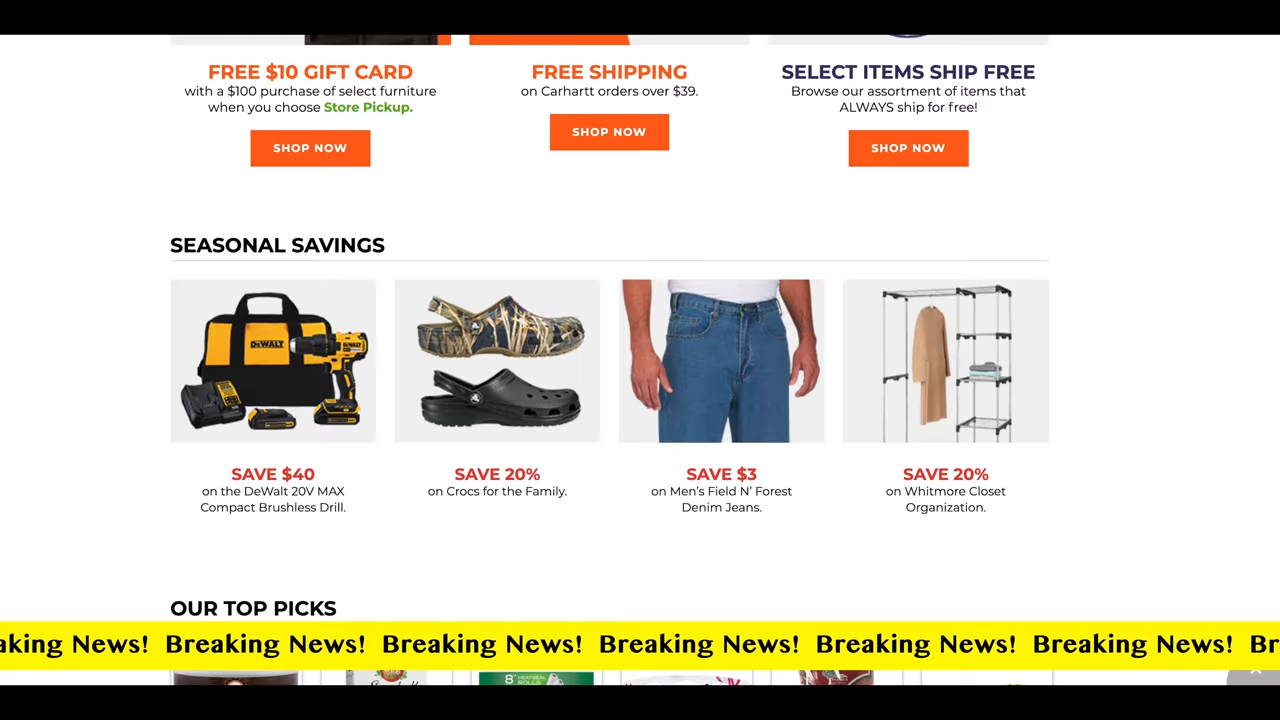 FREE $10 GIFT CARD
with a $100 purchase of select furniture
when you choose Store Pickup.
SHOP NOW
FREE SHIPPING
on Carhartt orders over $39.
SHOP NOW
SELECT ITEMS SHIP FREE
Browse our assortment of items that
ALWAYS ship for free!
SHOP NOW
SEASONAL SAVINGS
DEWALT
DEWALT
SAVE $40
on the DeWalt 20V MAX
Compact Brushless Drill.
SAVE 20%
on Crocs for the Family.
SAVE $3
on Men’s Field N’ Forest
Denim Jeans.
SAVE 20%
on Whitmore Closet
Organization.
OUR TOP PICKS
aking News! Breaking News! Breaking News! Breaking News! Breaking News! Breaking News! Br
8"